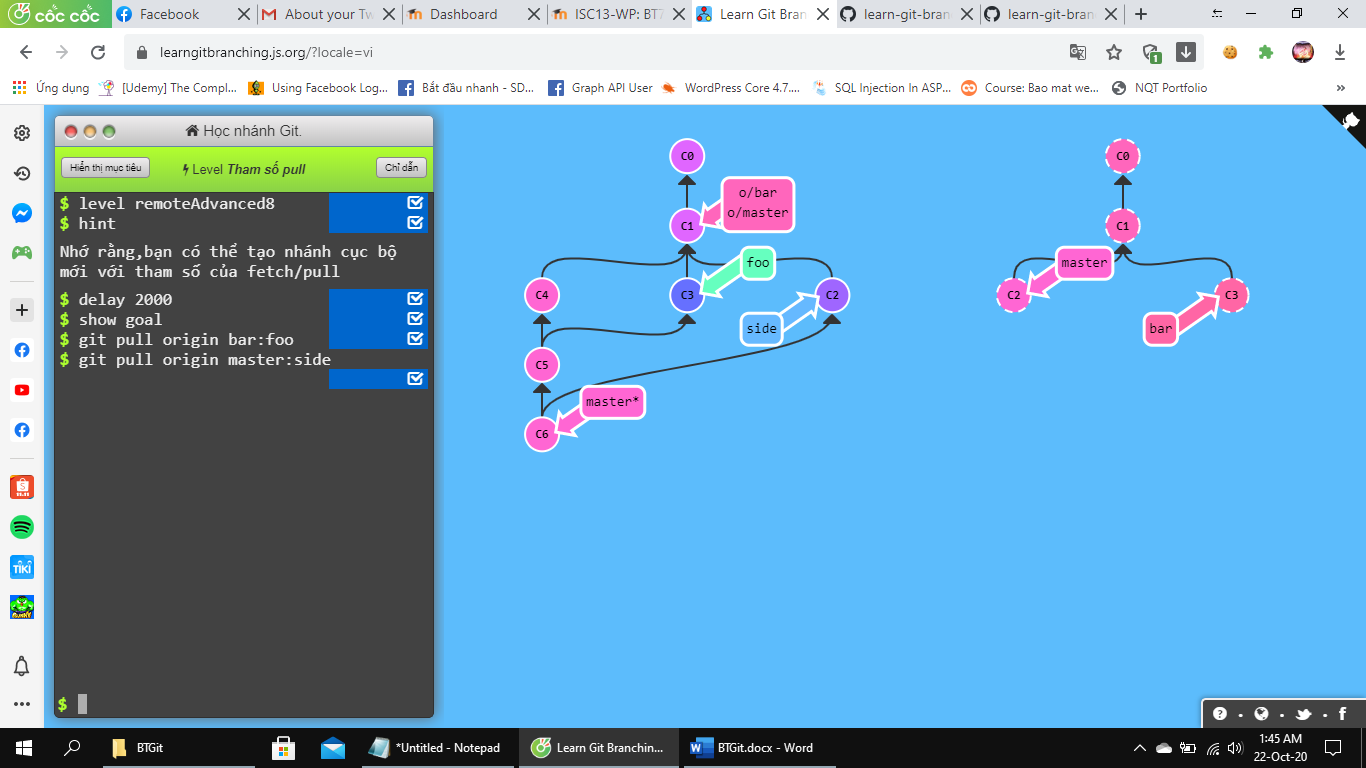 cốc cốc
Facebook
About your Tw
Dashboard
ISC13-WP: BT7
Learn Git Bran
learn-git-bran
learn-git-bran
learngitbranching.js.org/?locale=vi
1
Ứng dụng
[Udemy] The Compl...
Using Facebook Log...
Bắt đầu nhanh - SD...
Graph API User
WordPress Core 4.7....
SQL Injection In ASP...
Course: Bao mat we...
NQT Portfolio
»
Học nhánh Git.
Hiển thị mục tiêu
Level Tham số pull
Chỉ dẫn
$ level remoteAdvanced8
$ hint
Nhớ rằng,bạn có thể tạo nhánh cục bộ
mới với tham số của fetch/pull
$ delay 2000
$ show goal
$ git pull origin bar:foo
$ git pull origin master:side
$
C0
o/bar
o/master
C1
foo
C4
C3
C2
side
C5
master*
C6
C0
C1
master
C2
C3
bar
TIKI
BTGit
*Untitled - Notepad
Learn Git Branchin...
BTGit.docx - Word
1:45 AM
22-Oct-20